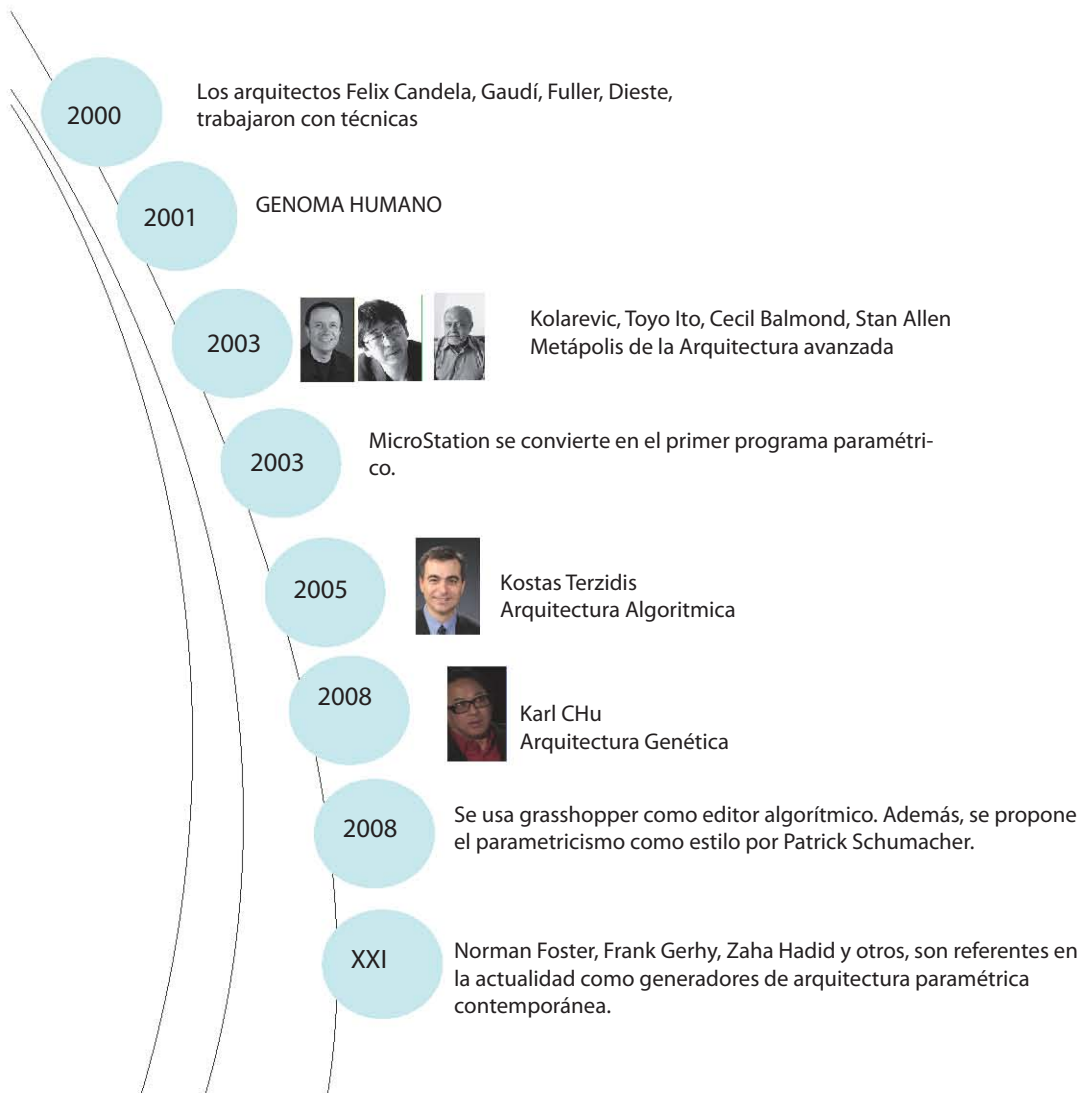 2000
Los arquitectos Felix Candela, Gaudí, Fuller, Dieste,
trabajaron con técnicas
2001
GENOMA HUMANO
2003
Kolarevic, Toyo Ito, Cecil Balmond, Stan Allen
Metápolis de la Arquitectura avanzada
2003
MicroStation se convierte en el primer programa paramétri-
co.
2005
Kostas Terzidis
Arquitectura Algoritmica
2008
Karl CHu
Arquitectura Genética
2008
Se usa grasshopper como editor algorítmico. Además, se propone
el parametricismo como estilo por Patrick Schumacher.
XXI
Norman Foster, Frank Gerhy, Zaha Hadid y otros, son referentes en
la actualidad como generadores de arquitectura paramétrica
contemporánea.